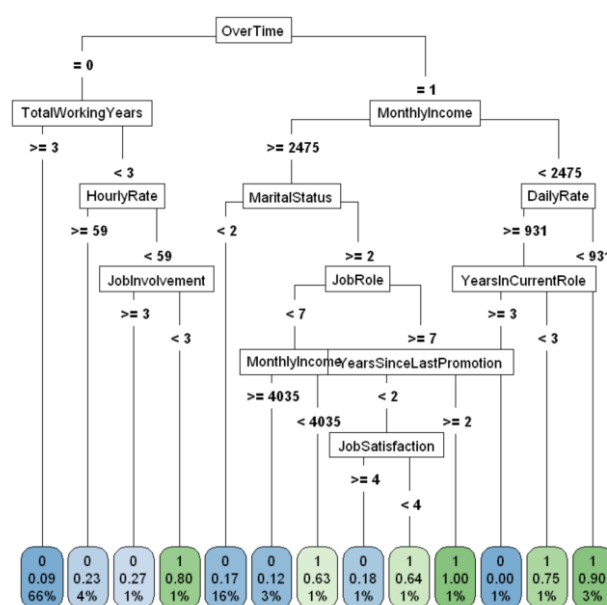 OverTime
= 0
= 1
TotalWorkingYears
MonthlyIncome
>= 3
>= 2475
< 3
< 2475
HourlyRate
MaritalStatus
DailyRate
>= 59
< 2
>= 931
< 59
>= 2
< 931
JobInvolvement
JobRole
YearsInCurrentRole
>= 3
< 7
>= 3
< 3
>= 7
< 3
MonthlyIncome
YearsSinceLastPromotion
>= 4035
< 2
< 4035
>= 2
JobSatisfaction
>= 4
< 4
0 0 0 1 0 0 1 0 1 1 0 1 1
0.09 0.23 0.27 0.80 0.17 0.12 0.63 0.18 0.64 1.00 0.00 0.75 0.90
66% 4% 1% 1% 16% 3% 1% 1% 1% 1% 1% 1% 3%